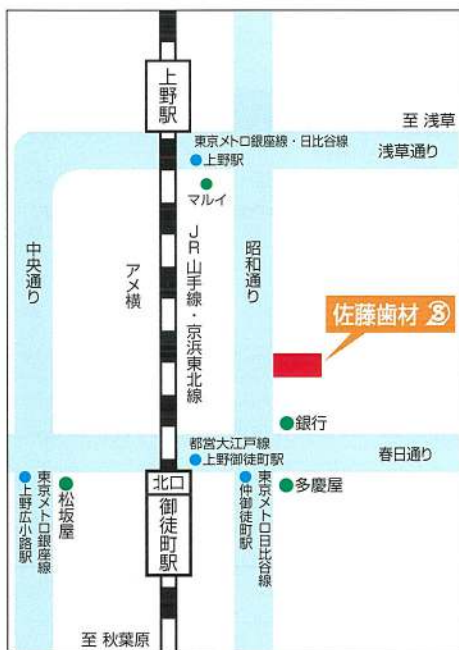 上野駅
至 浅草
東京メトロ銀座線・日比谷線
上野駅
浅草通り
マルイ
中央通り
アメ横
JR山手線・京浜東北線
昭和通り
佐藤歯材 S
銀行
都営大江戸線
上野御徒町駅
春日通り
東京メトロ銀座線
上野広小路駅
松坂屋
北口
御徒町駅
東京メトロ日比谷線
仲御徒町駅
多慶屋
至 秋葉原